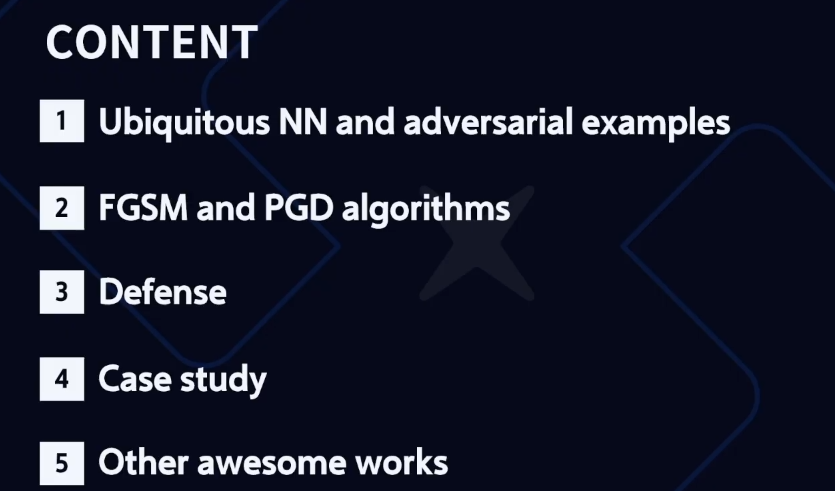 CONTENT
1 Ubiquitous NN and adversarial examples
2 FGSM and PGD algorithms
3 Defense
4 Case study
5 Other awesome works